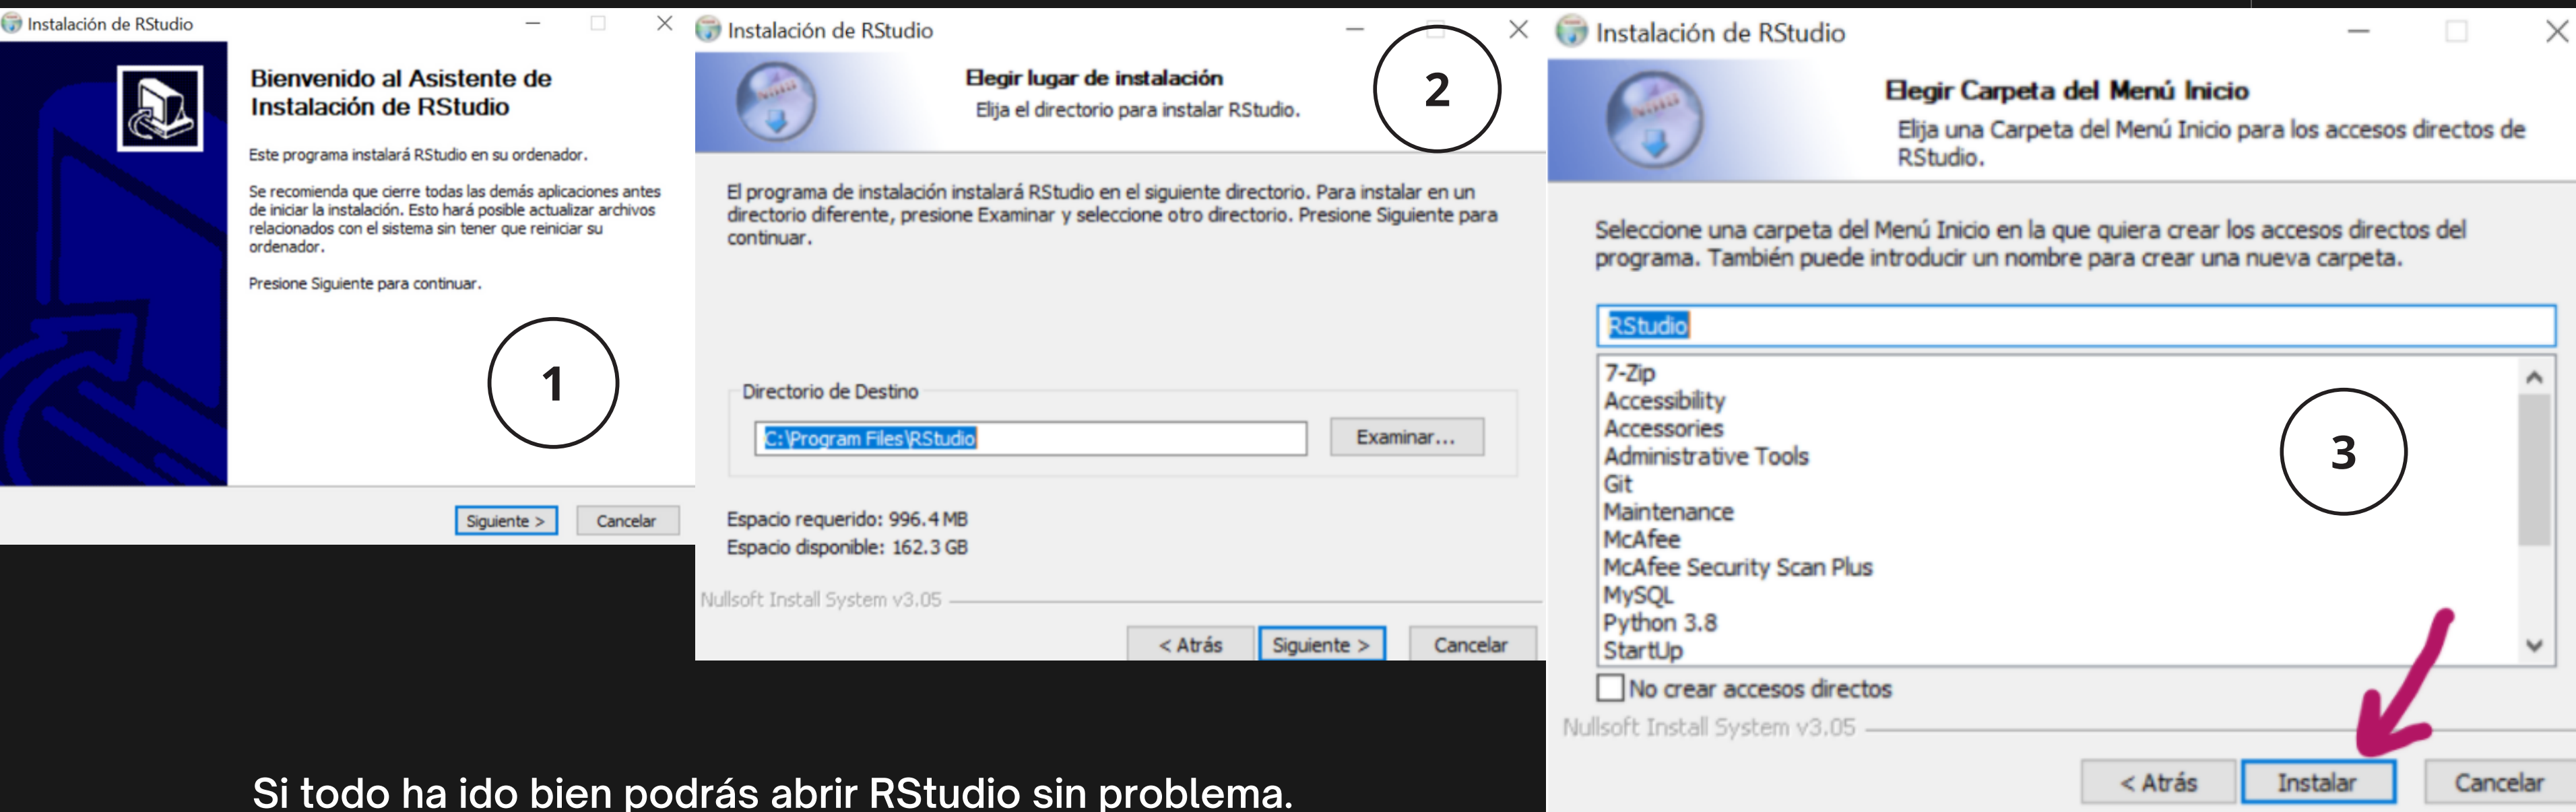 Instalación de RStudio
Bienvenido al Asistente de
Instalación de RStudio
Este programa instalará RStudio en su ordenador.
Se recomienda que cierre todas las demás aplicaciones antes
de iniciar la instalación. Esto hará posible actualizar archivos
relacionados con el sistema sin tener que reiniciar su
ordenador.
Presione Siguiente para continuar.
1
Siguiente >
Cancelar
Instalación de RStudio
Elegir lugar de instalación
Elija el directorio para instalar RStudio.
2
El programa de instalación instalará RStudio en el siguiente directorio. Para instalar en un
directorio diferente, presione Examinar y seleccione otro directorio. Presione Siguiente para
continuar.
Directorio de Destino
C:\Program Files\RStudio
Examinar...
Espacio requerido: 996.4 MB
Espacio disponible: 162.3 GB
Nullsoft Install System v3.05
< Atrás
Siguiente >
Cancelar
Instalación de RStudio
Elegir Carpeta del Menú Inicio
Elija una Carpeta del Menú Inicio para los accesos directos de
RStudio.
Seleccione una carpeta del Menú Inicio en la que quiera crear los accesos directos del
programa. También puede introducir un nombre para crear una nueva carpeta.
RStudio
7-Zip
Accessibility
Accessories
Administrative Tools
Git
Maintenance
McAfee
McAfee Security Scan Plus
MySQL
Python 3.8
StartUp
3
No crear accesos directos
Nullsoft Install System v3.05
< Atrás
Instalar
Cancelar
Si todo ha ido bien podrás abrir RStudio sin problema.